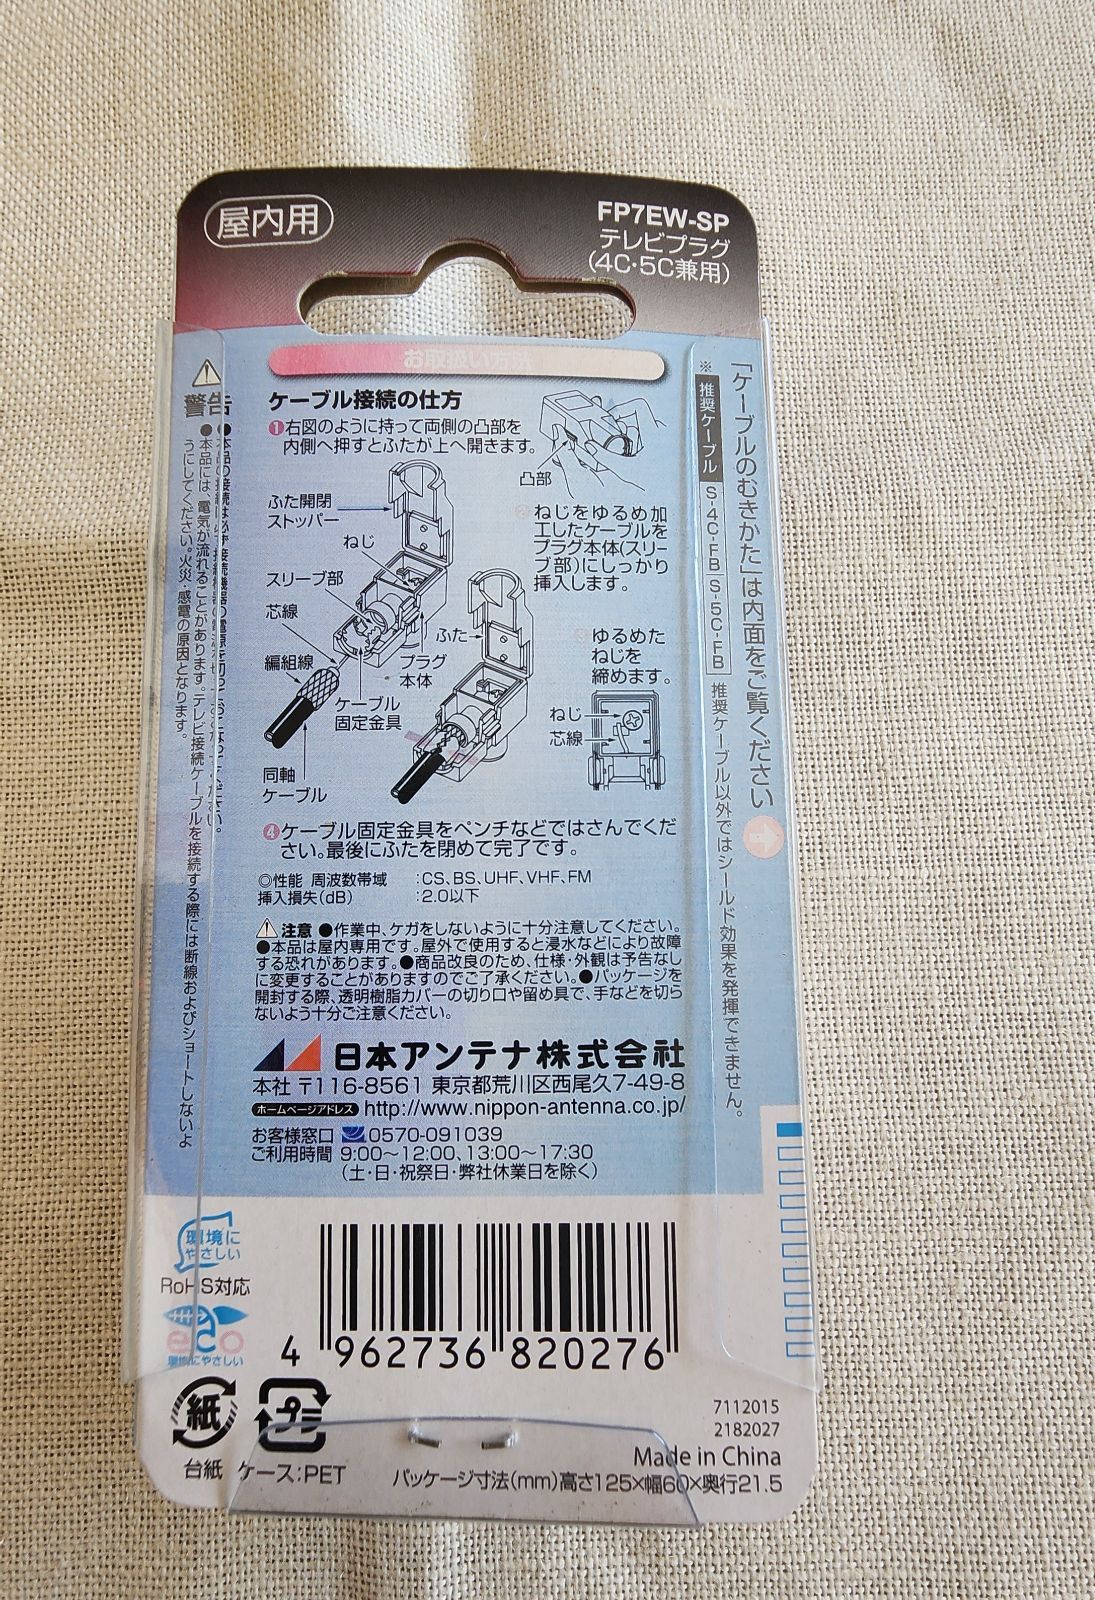 屋内用
FP7EW-SP
テレビプラグ
(4C・5C兼用)
お取扱い方法
ケーブル接続の仕方
①右図のように持って両側の凸部を
内側へ押すとふたが上へ開きます。
凸部
ふた開閉
ストッパー
ねじ
スリーブ部
芯線
編組線
同軸
ケーブル
ケーブル
固定金具
プラグ
本体
ふた
②ねじをゆるめ加
工したケーブルを
プラグ本体(スリー
ブ部)にしっかり
挿入します。
③ゆるめた
ねじを
締めます。
ねじ
芯線
④ケーブル固定金具をペンチなどではさんでくだ
さい。最後にふたを閉めて完了です。
◎性能 周波数帯域 :CS、BS、UHF、VHF、FM
挿入損失(dB) :2.0以下
⚠注意 ●作業中、ケガをしないように十分注意してください。
●本品は屋内専用です。屋外で使用すると浸水などにより故障
する恐れがあります。●商品改良のため、仕様・外観は予告なし
に変更することがありますのでご了承ください。●パッケージを
開封する際、透明樹脂カバーの切り口や留め具で、手などを切ら
ないよう十分ご注意ください。
「ケーブルのむきかた」は内面をご覧ください
※推奨ケーブル S-4C-FB S-5C-FB 推奨ケーブル以外ではシールド効果を発揮できません。
⚠
警告
●本品の接続は必ず接続機器の電源を
●本品には、電気が流れることがあります。テレビ接続ケーブルを接続する際には断線およびショートしないよ
うにしてください。火災・感電の原因となります。
日本アンテナ株式会社
本社 〒116-8561 東京都荒川区西尾久7-49-8
ホームページアドレス http://www.nippon-antenna.co.jp/
お客様窓口 0570-091039
ご利用時間 9:00〜12:00、13:00〜17:30
(土・日・祝祭日・弊社休業日を除く)
環境に
やさしい
RoHS対応
eco
環境にやさしい
4 962736 820276
紙
台紙
プ
ケース:PET
7112015
2182027
Made in China
パッケージ寸法(mm)高さ125×幅60×奥行21.5